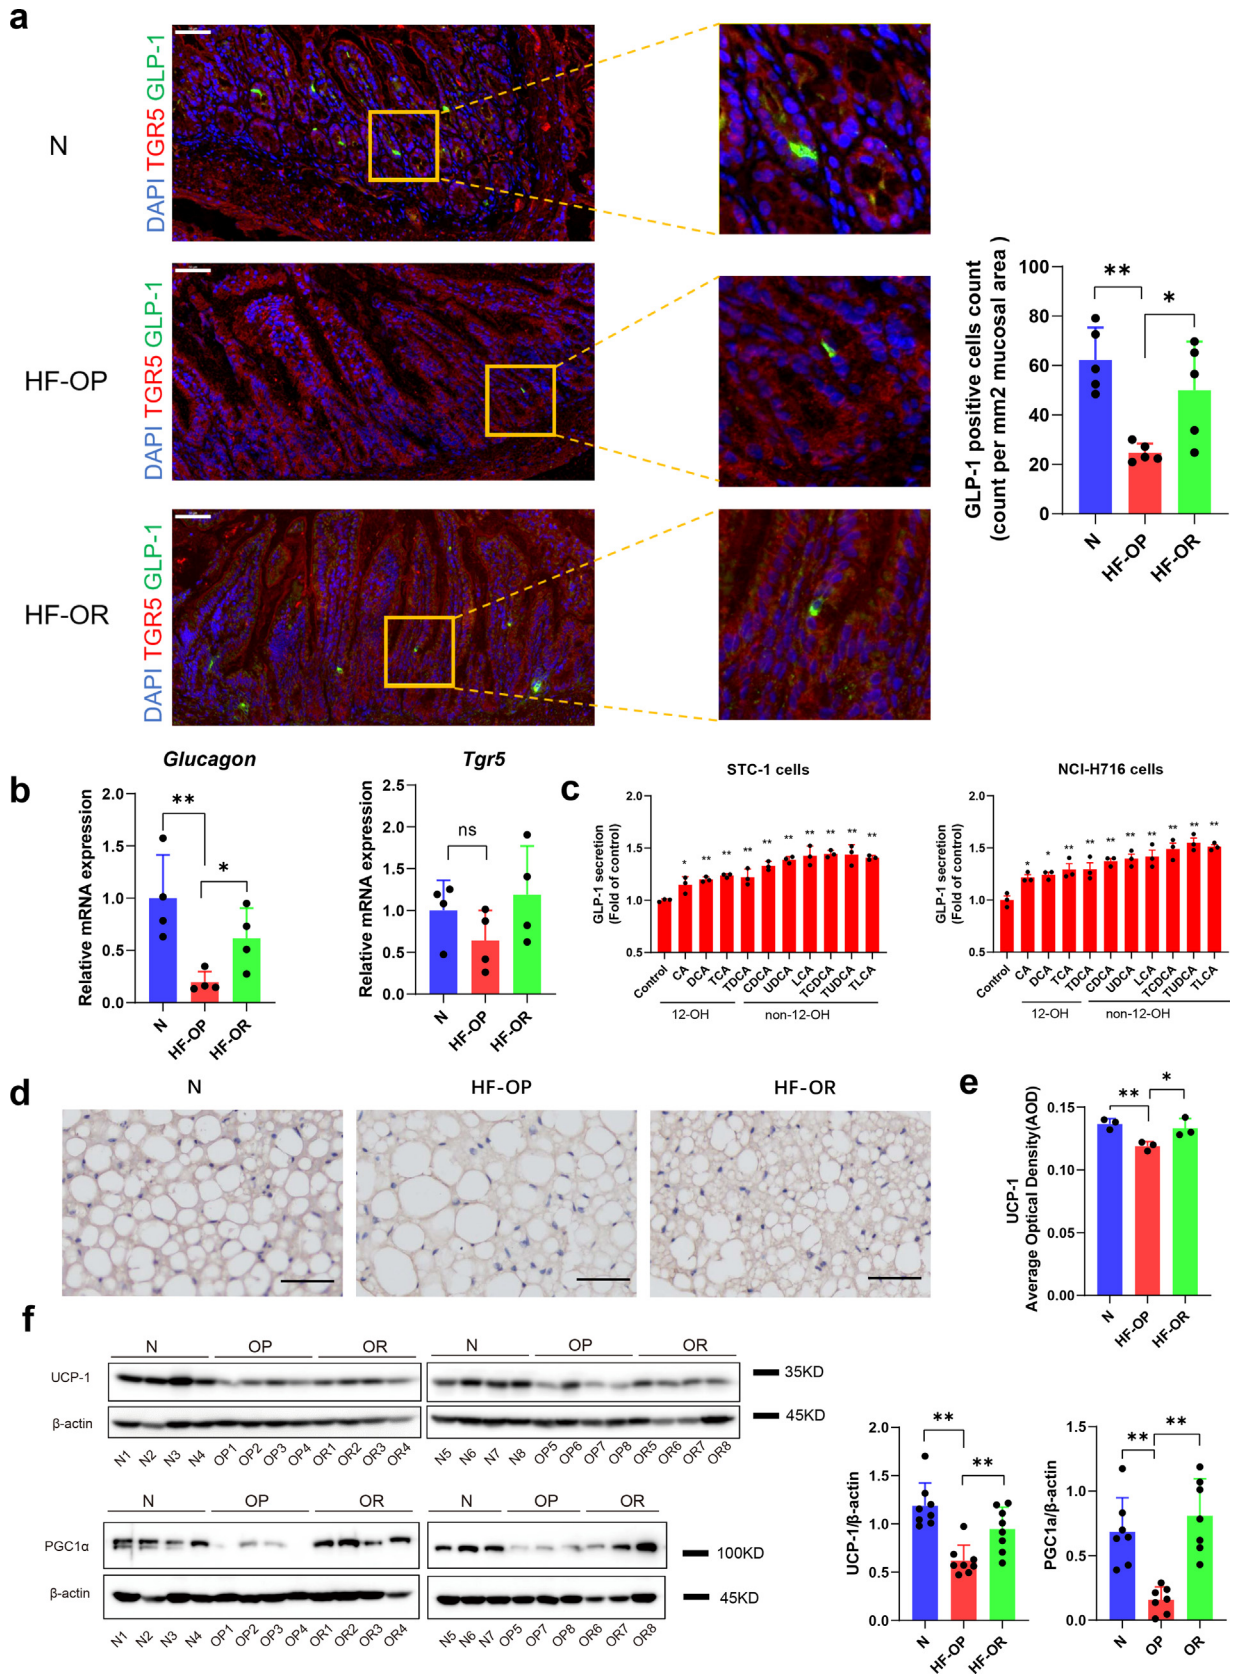 a
N
DAPI TGR5 GLP-1
HF-OP
DAPI TGR5 GLP-1
HF-OR
DAPI TGR5 GLP-1
GLP-1 positive cells count
(count per mm2 mucosal area )
100
80
60
40
20
0
**
*
N
HF-OP
HF-OR
b
Glucagon
Relative mRNA expression
2.0
1.5
1.0
0.5
0.0
**
*
N
HF-OP
HF-OR
Tgr5
Relative mRNA expression
2.5
2.0
1.5
1.0
0.5
0.0
ns
N
HF-OP
HF-OR
c
STC-1 cells
GLP-1 secretion
(Fold of control)
2.0
1.5
1.0
0.5
* ** ** ** ** ** ** ** ** **
Control CA DCA TCA TDCA CDCA UDCA LCA TCDCA TUDCA TLCA
12-OH non-12-OH
NCI-H716 cells
GLP-1 secretion
(Fold of control)
2.0
1.5
1.0
0.5
* * ** ** ** ** ** ** ** **
Control CA DCA TCA TDCA CDCA UDCA LCA TCDCA TUDCA TLCA
12-OH non-12-OH
d
N HF-OP HF-OR
e
UCP-1
Average Optical Density(AOD)
0.15
0.10
0.05
0.00
**
*
N
HF-OP
HF-OR
f
N OP OR N OP OR
UCP-1
35KD
β-actin
45KD
N1 N2 N3 N4 OP1 OP2 OP3 OP4 OR1 OR2 OR3 OR4 N5 N6 N7 N8 OP5 OP6 OP7 OP8 OR5 OR6 OR7 OR8
N OP OR N OP OR
PGC1α
100KD
β-actin
45KD
N1 N2 N3 N4 OP1 OP2 OP3 OP4 OR1 OR2 OR3 OR4 N5 N6 N7 OP5 OP7 OP8 OR6 OR7 OR8
UCP-1/β-actin
2.0
1.5
1.0
0.5
0.0
**
**
N
HF-OP
HF-OR
PGC1a/β-actin
1.5
1.0
0.5
0.0
**
**
N
OP
OR